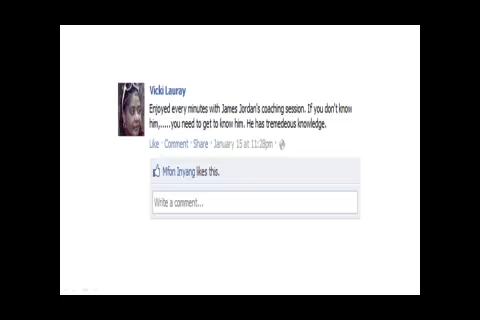 Vicki Lauray
Enjoyed every minutes with James Jordan's coaching session. If you don't know
him,.....you need to get to know him. He has tremedeous knowledge.
Like · Comment · Share · January 15 at 11:28pm ·
Mfon Inyang likes this.
Write a comment...